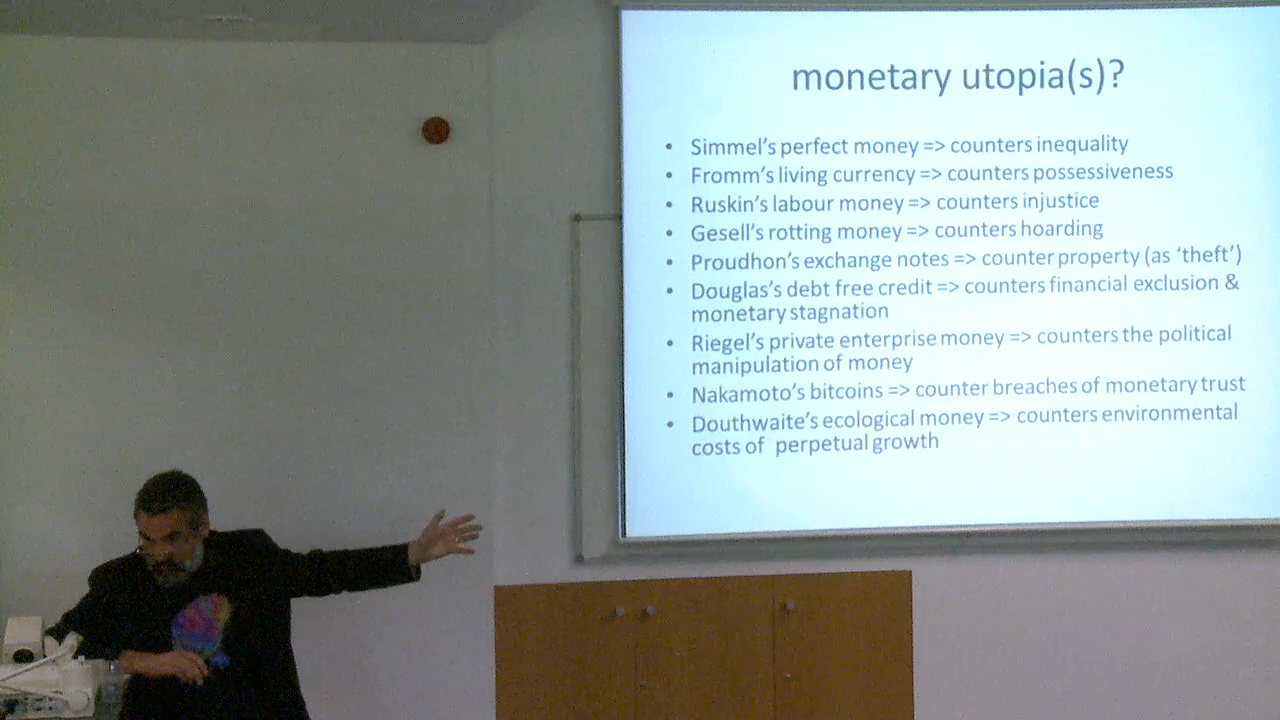 monetary utopia(s)?
• Simmel's perfect money => counters inequality
• Fromm's living currency => counters possessiveness
• Ruskin's labour money => counters injustice
• Gesell's rotting money => counters hoarding
• Proudhon's exchange notes => counter property (as ‘theft’)
• Douglas's debt free credit => counters financial exclusion &
monetary stagnation
• Riegel's private enterprise money => counters the political
manipulation of money
• Nakamoto's bitcoins => counter breaches of monetary trust
• Douthwaite's ecological money => counters environmental
costs of perpetual growth